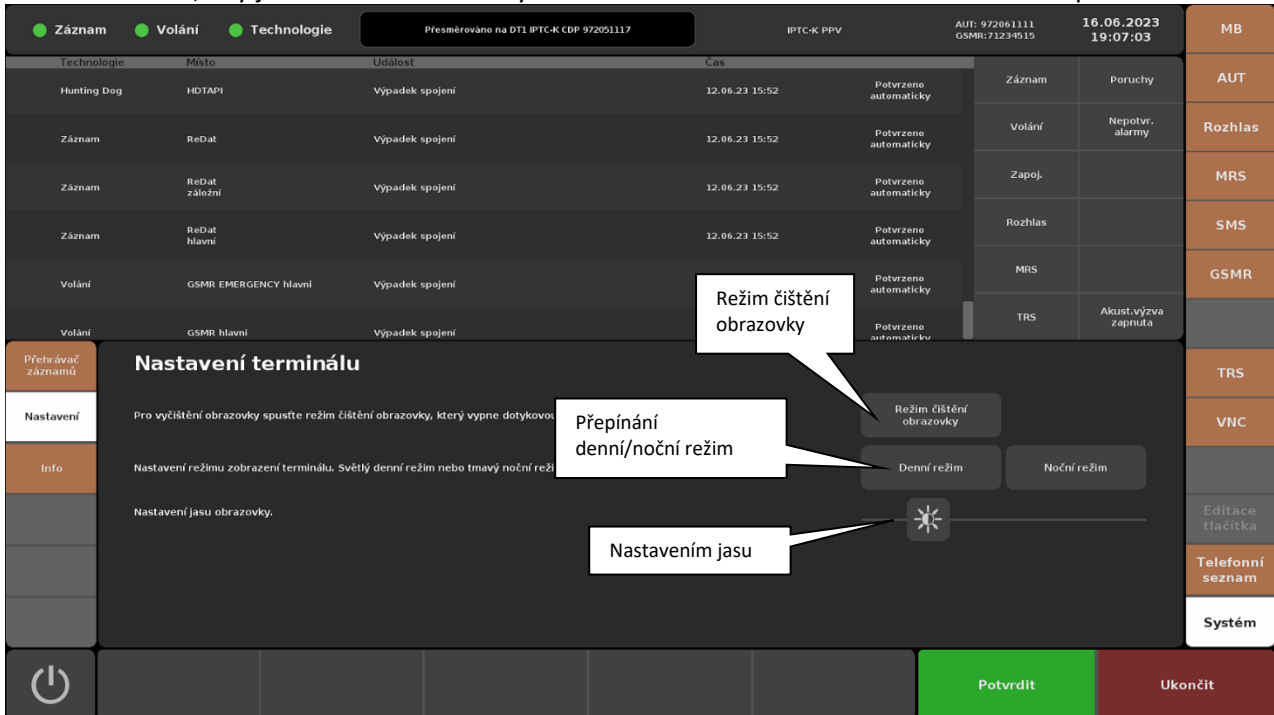 Záznam Volání Technologie Přesměrováno na DT1 IPTC-K CDP 972051117 IPTC-K PPV AUT: 972061111 16.06.2023 MB
GSMR:71234515 19:07:03
Technologie Místo Událost Čas
Hunting Dog HDTAPI Výpadek spojení 12.06.23 15:52 Potvrzeno
automaticky
Záznam Poruchy AUT
Záznam ReDat Výpadek spojení 12.06.23 15:52 Potvrzeno
automaticky
Volání Nepotvr.
alarmy
Rozhlas
Záznam ReDat
záložní
Výpadek spojení 12.06.23 15:52 Potvrzeno
automaticky
Zapoj. MRS
Záznam ReDat
hlavní
Výpadek spojení 12.06.23 15:52 Potvrzeno
automaticky
Rozhlas SMS
Volání GSMR EMERGENCY hlavni Výpadek spojení Potvrzeno
automaticky
MRS GSMR
Režim čištění
obrazovky
Volání GSMR hlavni Výpadek spojení Potvrzeno
automaticky
TRS Akust.výzva
zapnuta
Přehrávač
záznamů
Nastavení terminálu
TRS
Nastavení
Pro vyčištění obrazovky spusťte režim čištění obrazovky, který vypne dotykovou
Režim čištění
obrazovky
VNC
Přepínání
denní/noční režim
Info
Nastavení režimu zobrazení terminálu. Světlý denní režim nebo tmavý noční reži
Denní režim Noční režim
Nastavení jasu obrazovky.
Editace
tlačítka
Nastavením jasu
Telefonní
seznam
Systém
Potvrdit Ukončit